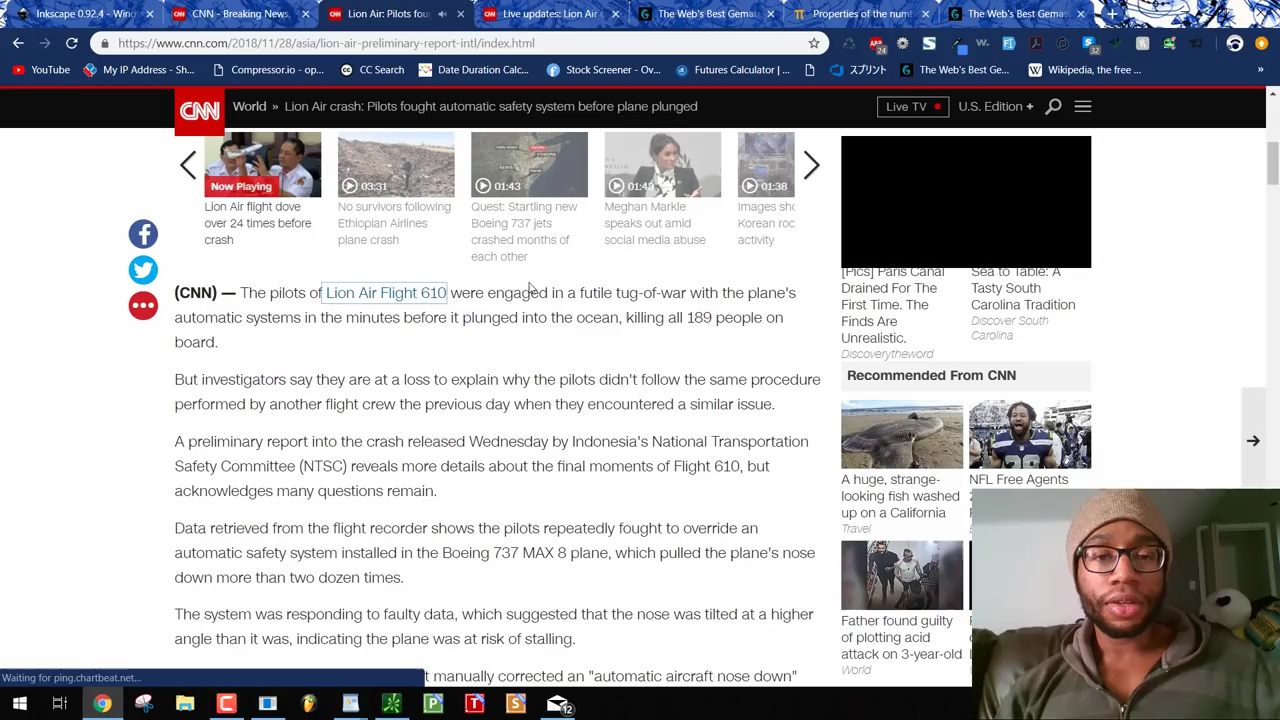 Inkscape 0.92.4 - Wind
CNN - Breaking News,
Lion Air: Pilots fou
Live updates: Lion Air c
The Web's Best Gemat
Properties of the num
The Web's Best Gemat
https://www.cnn.com/2018/11/28/asia/lion-air-preliminary-report-intl/index.html
24
32
YouTube
My IP Address - Sh...
Compressor.io - op...
CC Search
Date Duration Calc...
Stock Screener - Ov...
Futures Calculator |...
スプリント
The Web's Best Ge...
Wikipedia, the free ...
»
CNN
World » Lion Air crash: Pilots fought automatic safety system before plane plunged
Live TV
U.S. Edition +
Now Playing
03:31
01:43
01:43
01:38
Lion Air flight dove
over 24 times before
crash
No survivors following
Ethiopian Airlines
plane crash
Quest: Startling new
Boeing 737 jets
crashed months of
each other
Meghan Markle
speaks out amid
social media abuse
Images sho
Korean roc
activity
(CNN) — The pilots of Lion Air Flight 610 were engaged in a futile tug-of-war with the plane's
automatic systems in the minutes before it plunged into the ocean, killing all 189 people on
board.
But investigators say they are at a loss to explain why the pilots didn't follow the same procedure
performed by another flight crew the previous day when they encountered a similar issue.
A preliminary report into the crash released Wednesday by Indonesia's National Transportation
Safety Committee (NTSC) reveals more details about the final moments of Flight 610, but
acknowledges many questions remain.
Data retrieved from the flight recorder shows the pilots repeatedly fought to override an
automatic safety system installed in the Boeing 737 MAX 8 plane, which pulled the plane's nose
down more than two dozen times.
The system was responding to faulty data, which suggested that the nose was tilted at a higher
angle than it was, indicating the plane was at risk of stalling.
t manually corrected an "automatic aircraft nose down"
Waiting for ping.chartbeat.net...
[Pics] Paris Canal
Drained For The
First Time. The
Finds Are
Unrealistic.
Discoverytheword
Sea to Table: A
Tasty South
Carolina Tradition
Discover South
Carolina
Recommended From CNN
A huge, strange-
looking fish washed
up on a California
Travel
NFL Free Agents
Father found guilty
of plotting acid
attack on 3-year-old
World
12